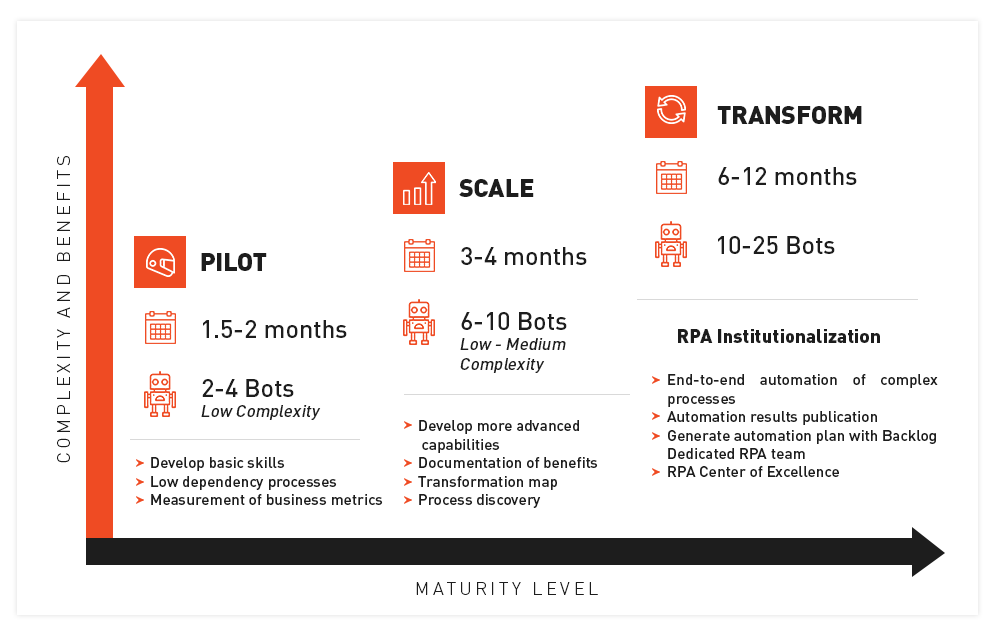 COMPLEXITY AND BENEFITS
PILOT
1.5-2 months
2-4 Bots
Low Complexity
Develop basic skills
Low dependency processes
Measurement of business metrics
SCALE
3-4 months
6-10 Bots
Low - Medium
Complexity
Develop more advanced
capabilities
Documentation of benefits
Transformation map
Process discovery
TRANSFORM
6-12 months
10-25 Bots
RPA Institutionalization
End-to-end automation of complex
processes
Automation results publication
Generate automation plan with Backlog
Dedicated RPA team
RPA Center of Excellence
MATURITY LEVEL